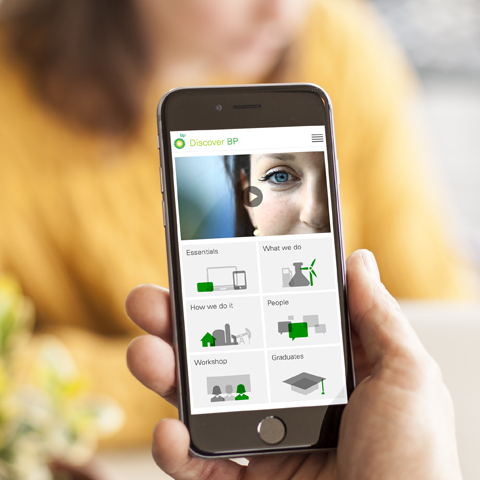 bp
Discover BP
Essentials
What we do
How we do it
People
Workshop
Graduates